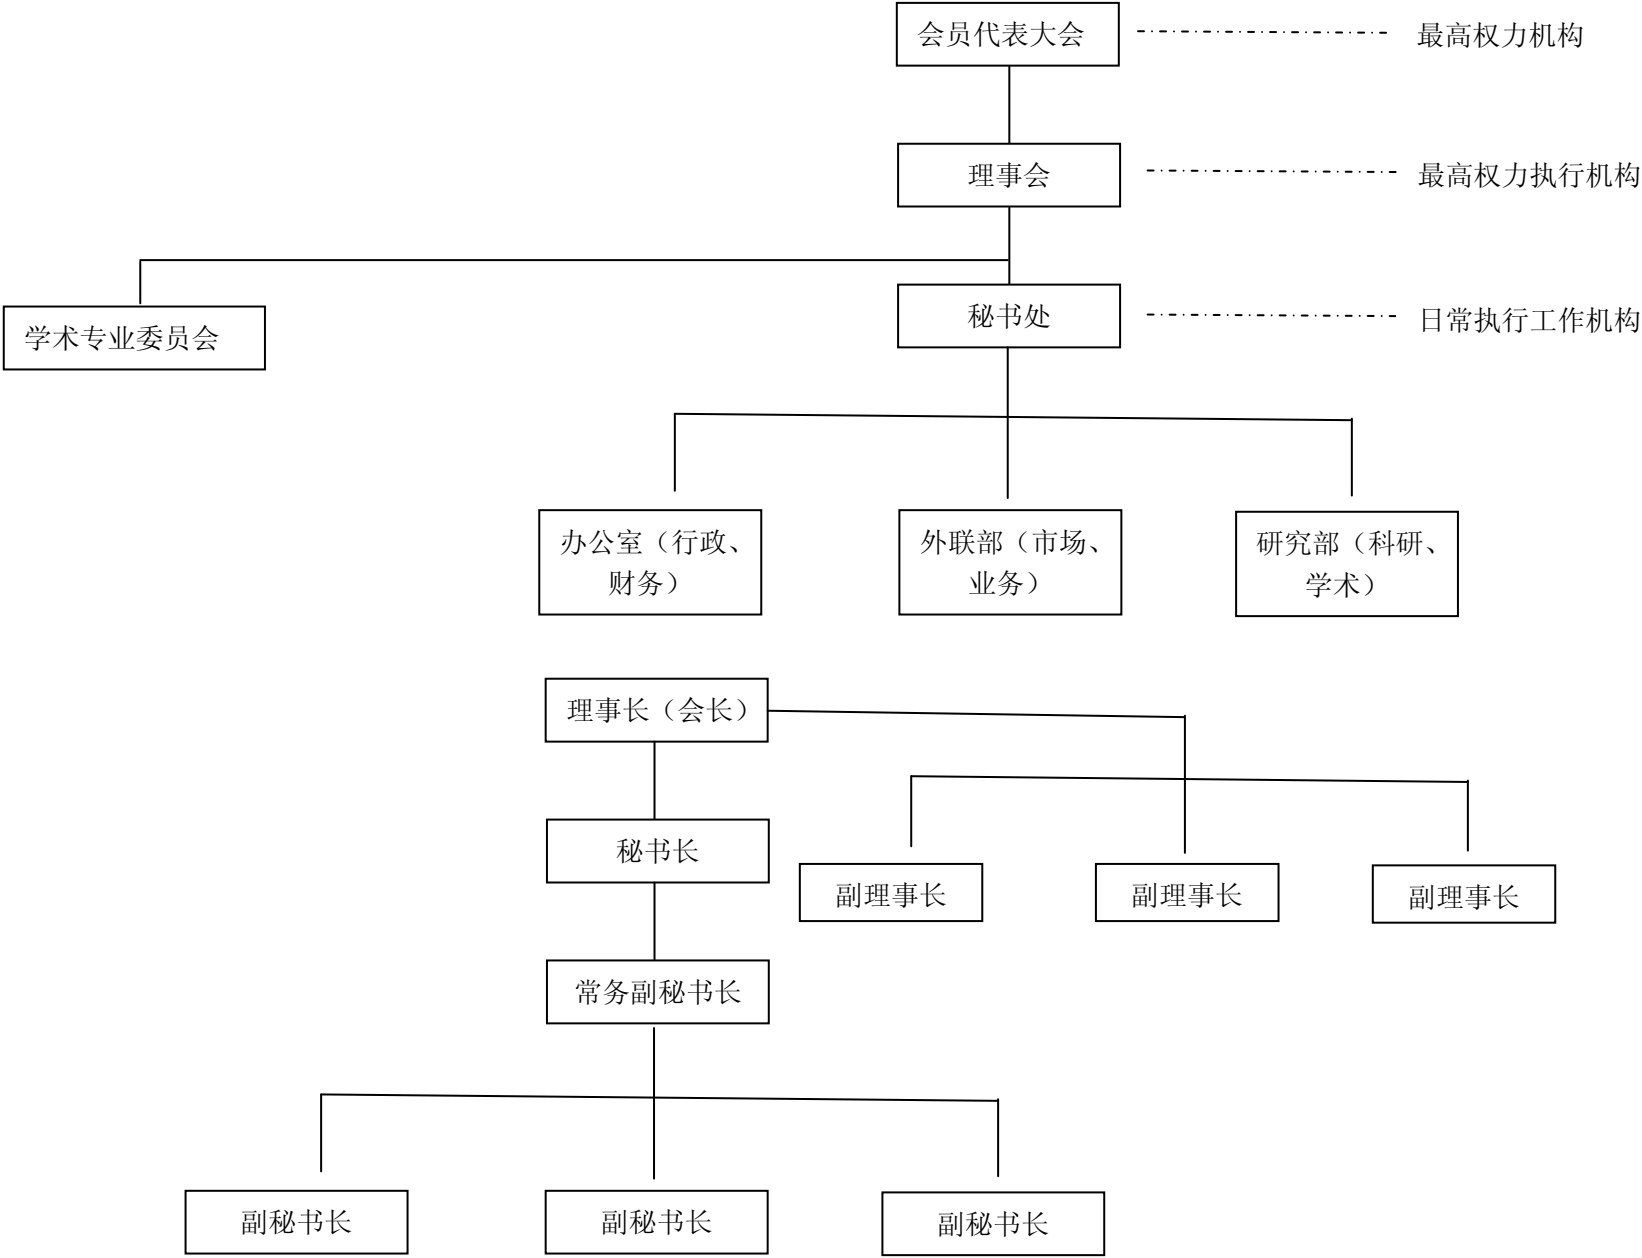 会员代表大会
最高权力机构
理事会
最高权力执行机构
秘书处
日常执行工作机构
学术专业委员会
办公室（行政、
财务）
外联部（市场、
业务）
研究部（科研、
学术）
理事长（会长）
秘书长
副理事长
副理事长
副理事长
常务副秘书长
副秘书长
副秘书长
副秘书长